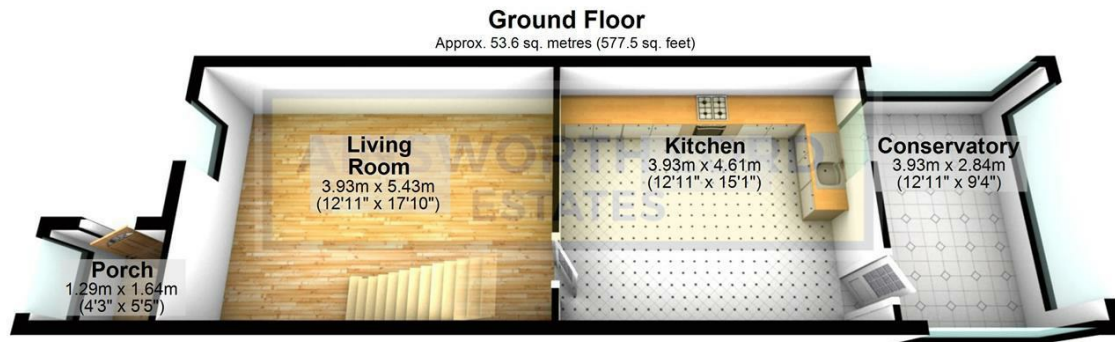 Ground Floor
Approx. 53.6 sq. metres (577.5 sq. feet)
Living
Room
3.93m x 5.43m
(12'11" x 17'10")
Kitchen
3.93m x 4.61m
(12'11" x 15'1")
Conservatory
3.93m x 2.84m
(12'11" x 9'4")
Porch
1.29m x 1.64m
(4'3" x 5'5")
ESTATES